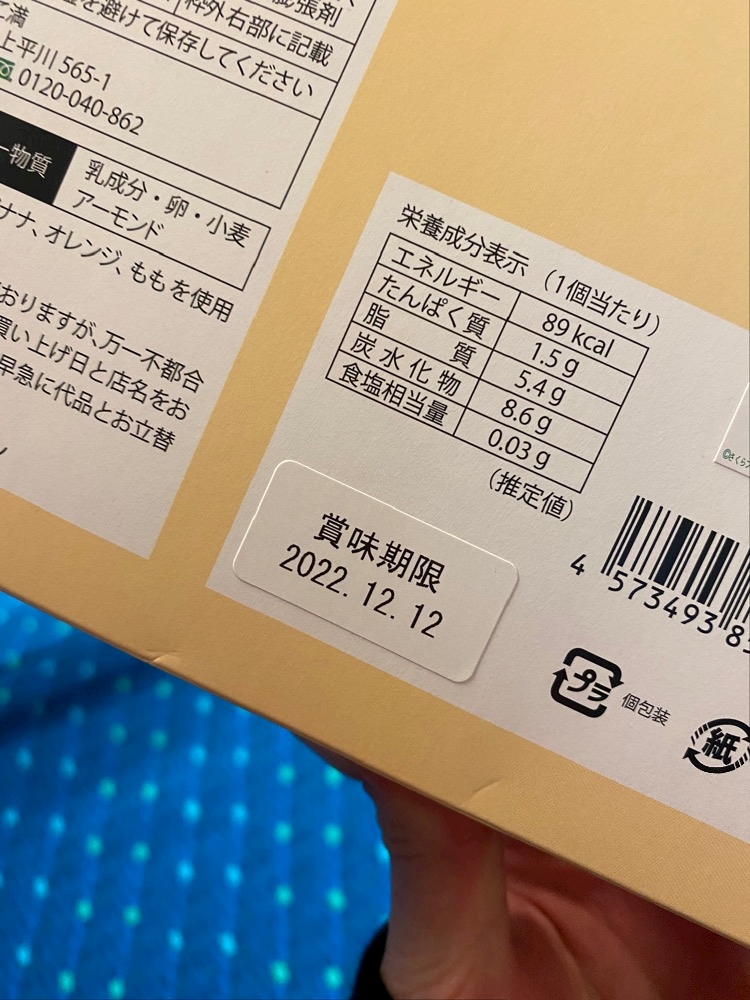 膨張剤
枠外右部に記載
を避けて保存してください
上平川 565-1
0120-040-862
物質
乳成分・卵・小麦
アーモンド
ナナ、オレンジ、ももを使用
おりますが、万一不都合
買い上げ日と店名をお
早急に代品とお立替
栄養成分表示 (1個当たり)
エネルギー 89 kcal
たんぱく質 1.5 g
脂質 5.4 g
炭水化物 8.6 g
食塩相当量 0.03 g
(推定値)
賞味期限
2022.12.12
©さくら
4 573493 8
プラ 個包装
紙